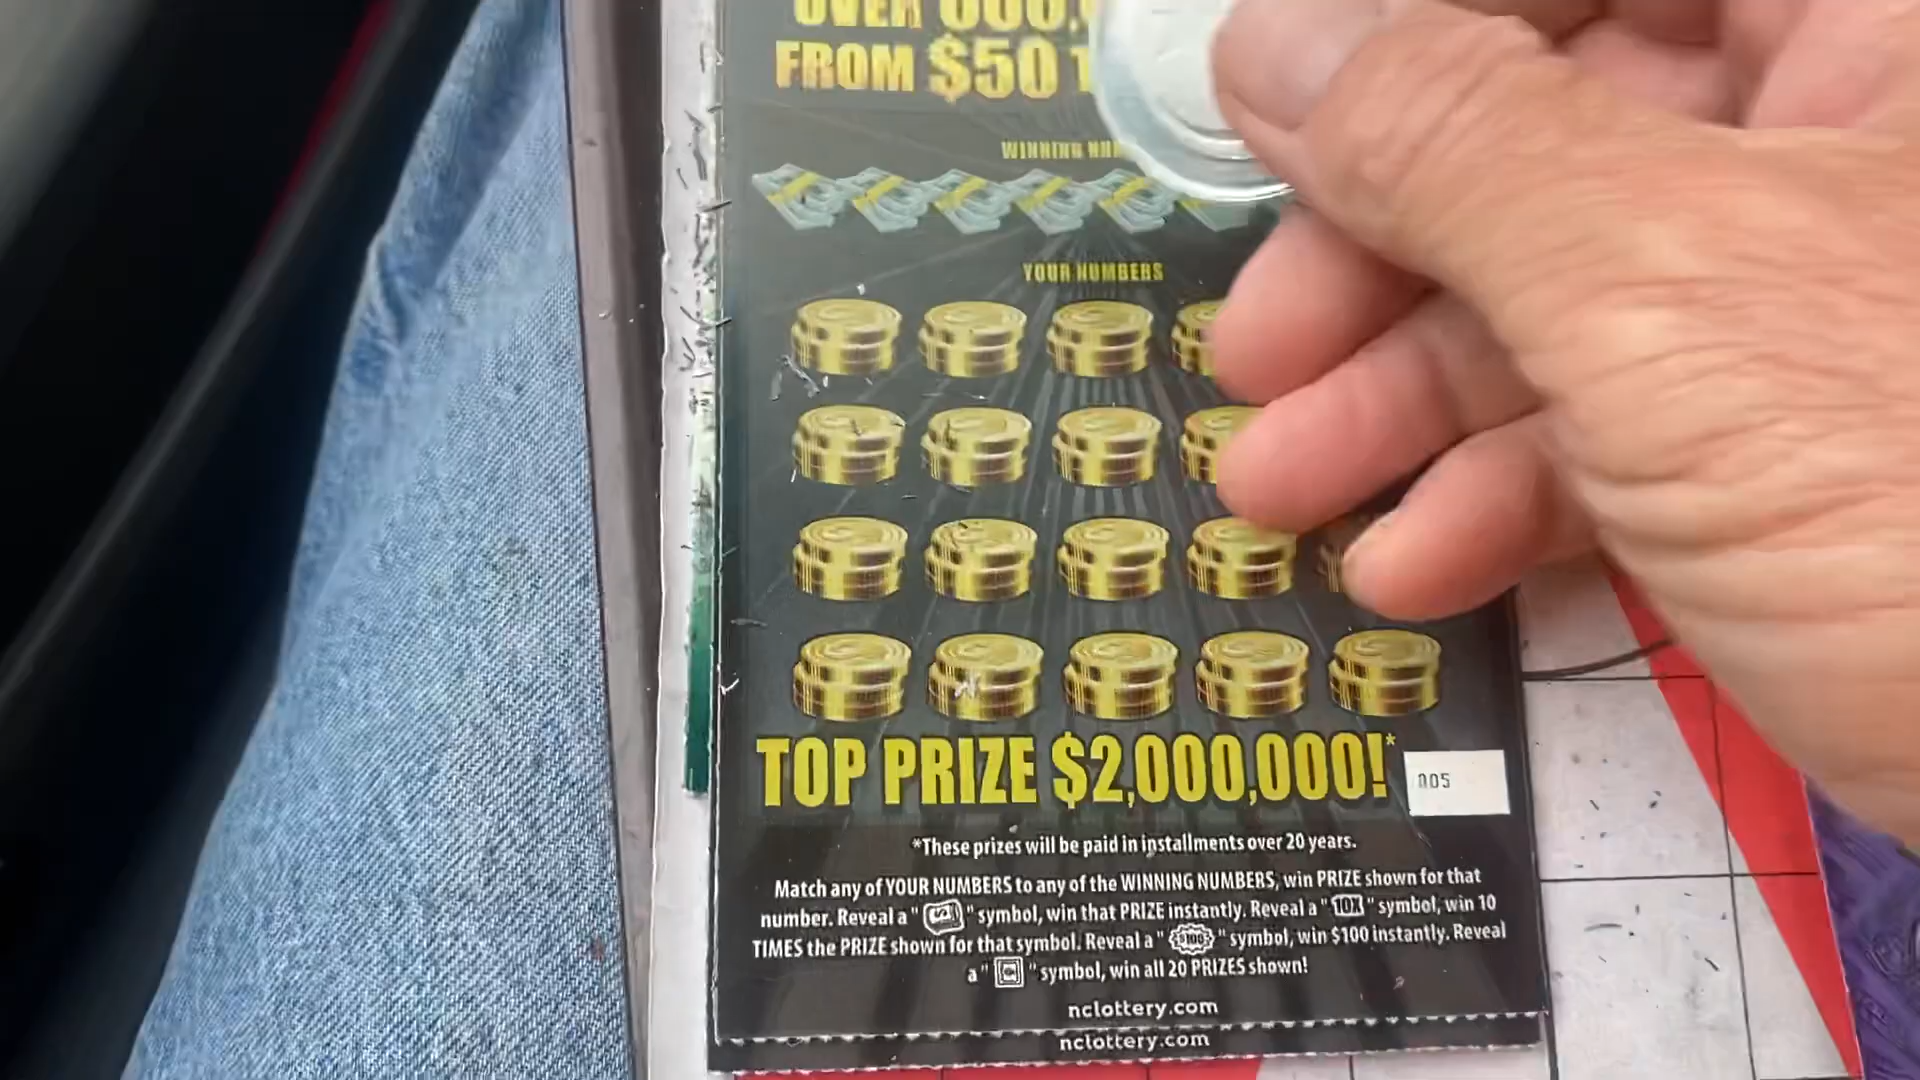 OVER
FROM $50
WINNING
YOUR NUMBERS
TOP PRIZE $2,000,000!*
005
*These prizes will be paid in installments over 20 years.
Match any of YOUR NUMBERS to any of the WINNING NUMBERS, win PRIZE shown for that
number. Reveal a " " symbol, win that PRIZE instantly. Reveal a "10X" symbol, win 10
TIMES the PRIZE shown for that symbol. Reveal a "$100" symbol, win $100 instantly. Reveal
a " " symbol, win all 20 PRIZES shown!
nclottery.com
nclottery.com